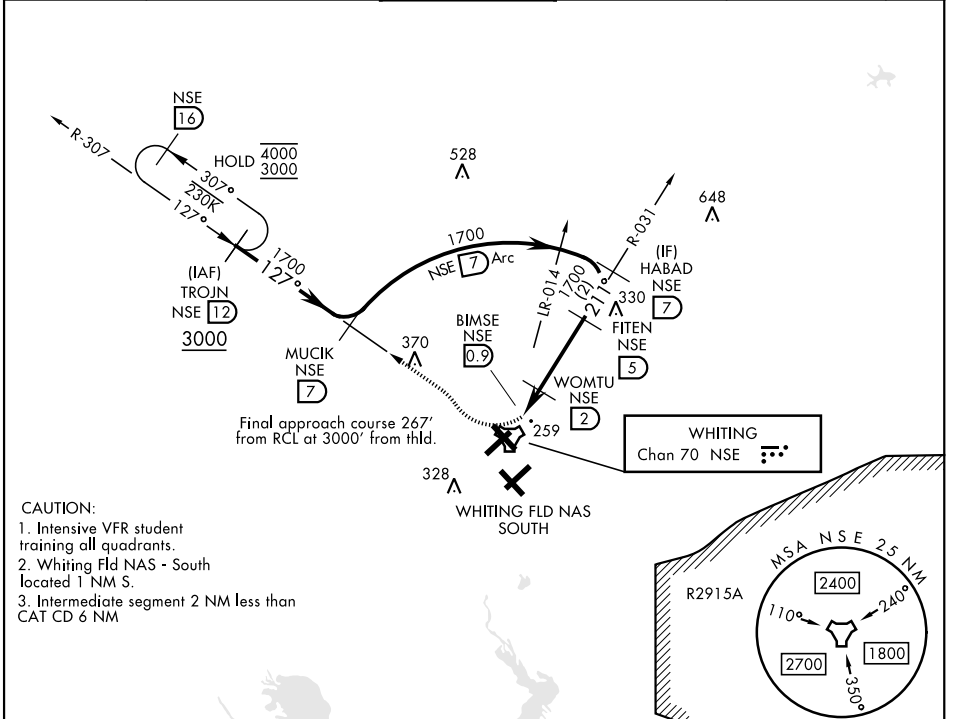 NSE
16
R-307
HOLD 4000
3000
307°
230K
127°
528
648
R-031
1700
127°
(IAF)
TROJN
NSE 12
3000
1700
NSE 7 Arc
LR-014
1700
(2)
211°
(IF)
HABAD
NSE
7
330
FITEN
NSE
5
BIMSE
NSE
0.9
370
MUCIK
NSE
7
WOMTU
NSE
2
Final approach course 267'
from RCL at 3000' from thld.
259
WHITING
Chan 70 NSE
328
WHITING FLD NAS
SOUTH
CAUTION:
1. Intensive VFR student
training all quadrants.
2. Whiting Fld NAS - South
located 1 NM S.
3. Intermediate segment 2 NM less than
CAT CD 6 NM
R2915A
MSA NSE 25 NM
2400
110°
240°
2700
1800
350°